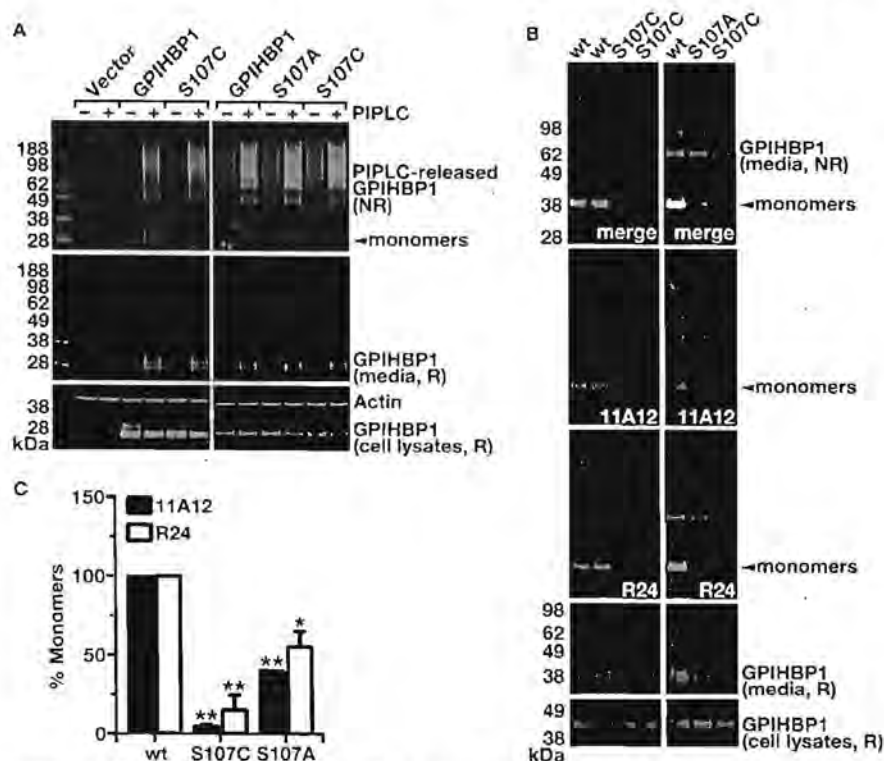 A
Vector
GPIHBP1
S107C
GPIHBP1
S107A
S107C
- + - + - + - + - + - + PIPLC
188
98
62
49
38
28
PIPLC-released
GPIHBP1
(NR)
monomers
188
98
62
49
38
28
GPIHBP1
(media, R)
Actin
38
28
kDa
GPIHBP1
(cell lysates, R)
B
wt wt S107C S107C wt S107A S107C
98
62
49
38
28
GPIHBP1
(media, NR)
monomers
merge merge
monomers
11A12 11A12
monomers
R24 R24
98
62
49
38
GPIHBP1
(media, R)
49
38
kDa
GPIHBP1
(cell lysates, R)
C
11A12
R24
% Monomers
150
100
50
0
** ** ** *
wt S107C S107A